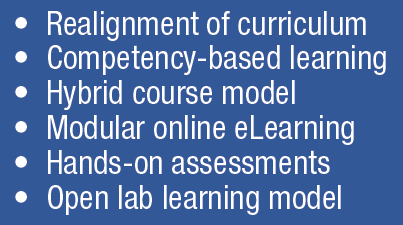 • Realignment of curriculum
• Competency-based learning
• Hybrid course model
• Modular online eLearning
• Hands-on assessments
• Open lab learning model